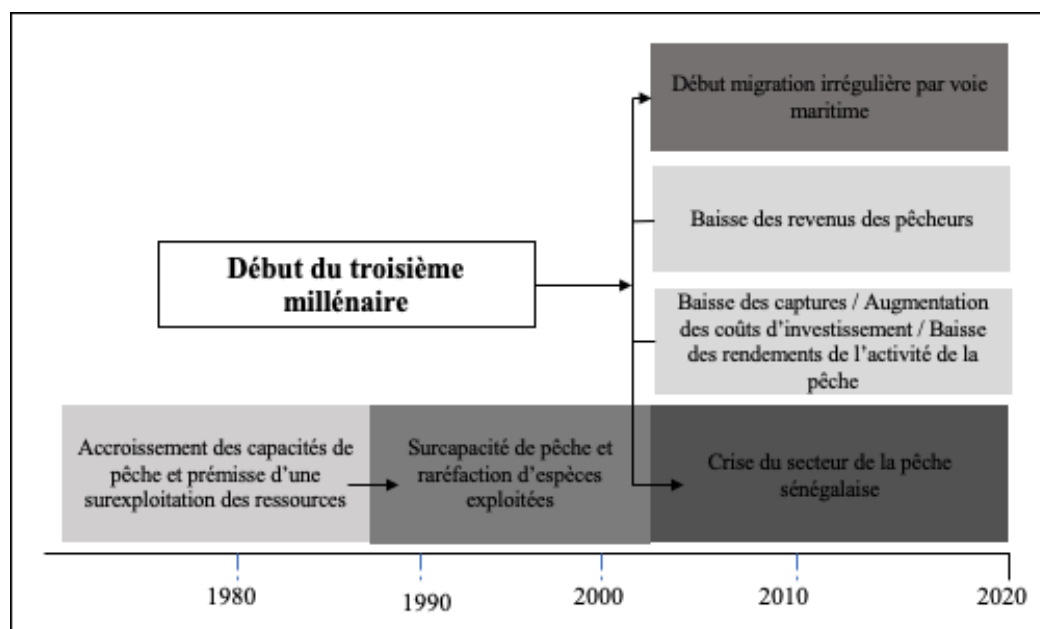 Début migration irrégulière par voie
maritime
Baisse des revenus des pêcheurs
Début du troisième
millénaire
Baisse des captures / Augmentation
des coûts d’investissement / Baisse
des rendements de l’activité de la
pêche
Accroissement des capacités de
pêche et prémisse d’une
surexploitation des ressources
Surcapacité de pêche et
raréfaction d’espèces
exploitées
Crise du secteur de la pêche
sénégalaise
1980
1990
2000
2010
2020